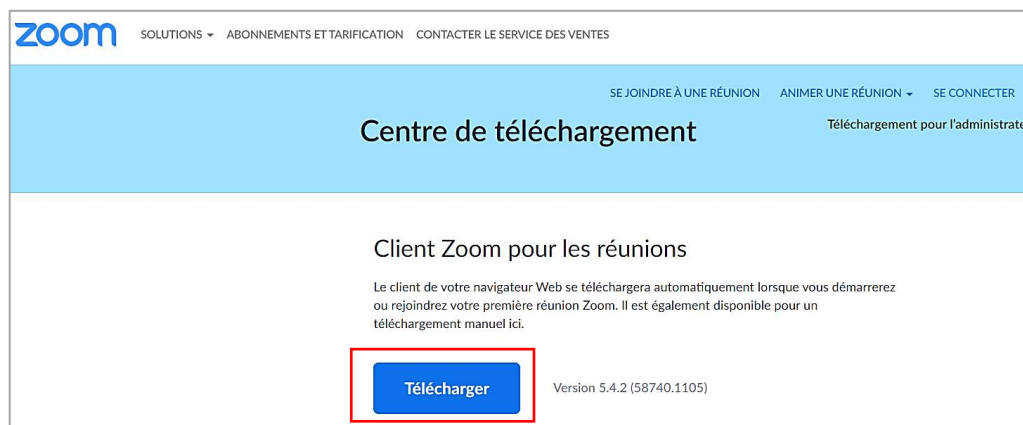 zoom SOLUTIONS ABONNEMENTS ET TARIFICATION CONTACTER LE SERVICE DES VENTES
SE JOINDRE À UNE RÉUNION ANIMER UNE RÉUNION SE CONNECTER
Centre de téléchargement
Téléchargement pour l'administrate
Client Zoom pour les réunions
Le client de votre navigateur Web se téléchargera automatiquement lorsque vous démarrerez
ou rejoindrez votre première réunion Zoom. Il est également disponible pour un
téléchargement manuel ici.
Télécharger Version 5.4.2 (58740.1105)